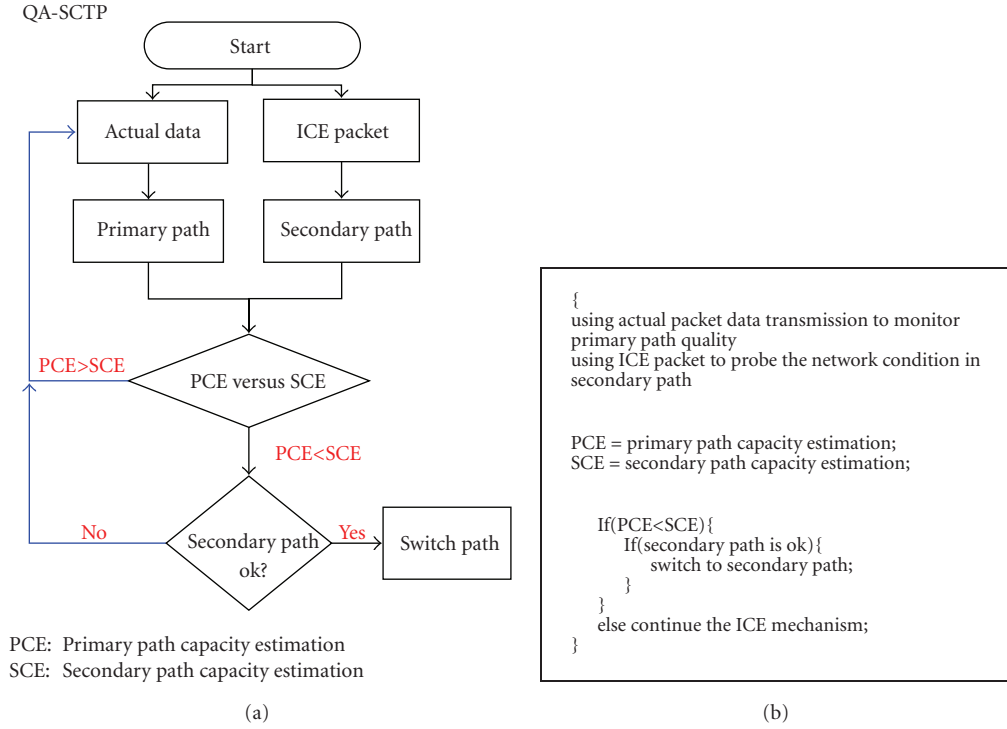 QA-SCTP
Start
Actual data
ICE packet
Primary path
Secondary path
PCE>SCE
PCE versus SCE
PCE<SCE
No
Secondary path
ok?
Yes
Switch path
PCE: Primary path capacity estimation
SCE: Secondary path capacity estimation
(a)
{
using actual packet data transmission to monitor
primary path quality
using ICE packet to probe the network condition in
secondary path
PCE = primary path capacity estimation;
SCE = secondary path capacity estimation;
If(PCE<SCE){
If(secondary path is ok){
switch to secondary path;
}
}
else continue the ICE mechanism;
}
(b)